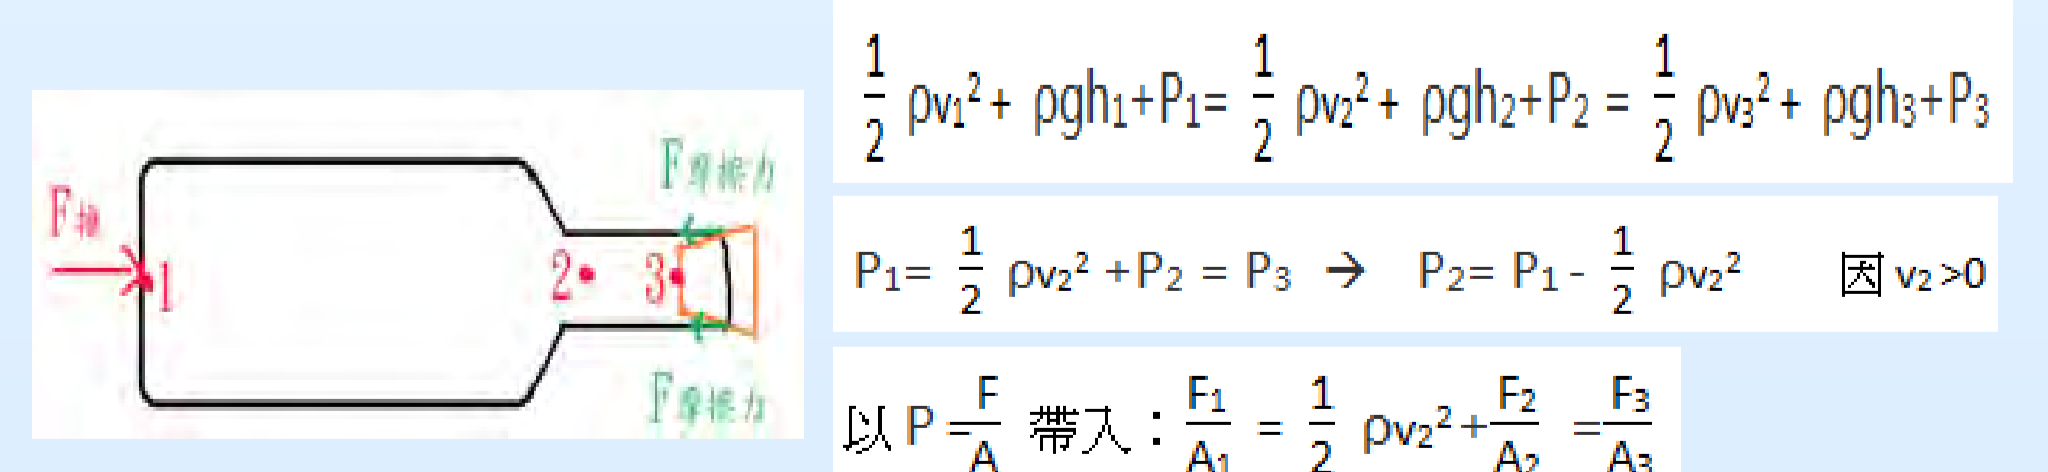 ½ ρv₁² + ρgh₁+P₁= ½ ρv₂² + ρgh₂+P₂ = ½ ρv₃² + ρgh₃+P₃
F摩擦力
F
1
2 3
P₁= ½ ρv₂² +P₂ = P₃ → P₂= P₁ - ½ ρv₂² 因 v₂ >0
F摩擦力
以 P = F/A 帶入：F₁/A₁ = ½ ρv₂² + F₂/A₂ = F₃/A₃